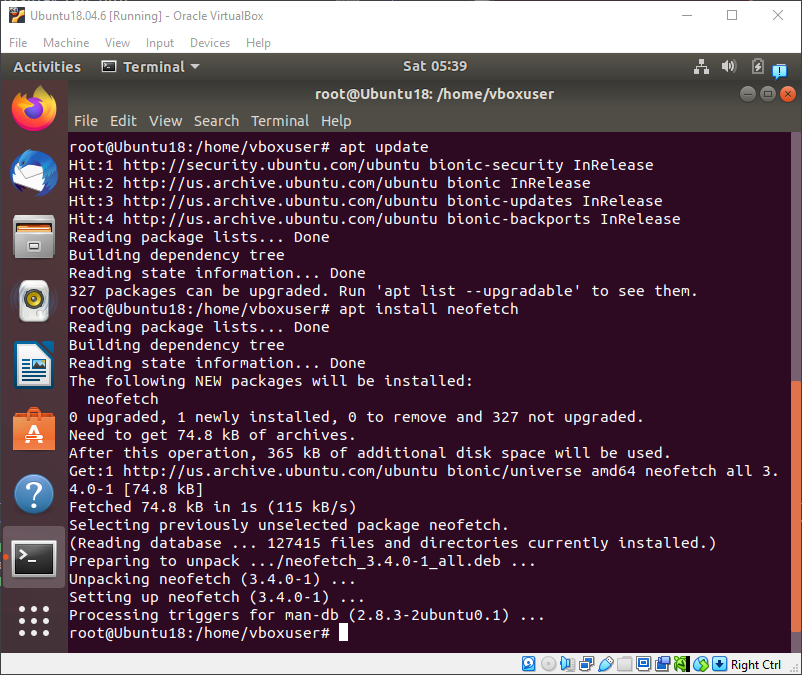 Ubuntu18.04.6 [Running] - Oracle VirtualBox
File Machine View Input Devices Help
Activities Terminal Sat 05:39
root@Ubuntu18: /home/vboxuser
File Edit View Search Terminal Help
root@Ubuntu18:/home/vboxuser# apt update
Hit:1 http://security.ubuntu.com/ubuntu bionic-security InRelease
Hit:2 http://us.archive.ubuntu.com/ubuntu bionic InRelease
Hit:3 http://us.archive.ubuntu.com/ubuntu bionic-updates InRelease
Hit:4 http://us.archive.ubuntu.com/ubuntu bionic-backports InRelease
Reading package lists... Done
Building dependency tree
Reading state information... Done
327 packages can be upgraded. Run 'apt list --upgradable' to see them.
root@Ubuntu18:/home/vboxuser# apt install neofetch
Reading package lists... Done
Building dependency tree
Reading state information... Done
The following NEW packages will be installed:
  neofetch
0 upgraded, 1 newly installed, 0 to remove and 327 not upgraded.
Need to get 74.8 kB of archives.
After this operation, 365 kB of additional disk space will be used.
Get:1 http://us.archive.ubuntu.com/ubuntu bionic/universe amd64 neofetch all 3.
4.0-1 [74.8 kB]
Fetched 74.8 kB in 1s (115 kB/s)
Selecting previously unselected package neofetch.
(Reading database ... 127415 files and directories currently installed.)
Preparing to unpack .../neofetch_3.4.0-1_all.deb ...
Unpacking neofetch (3.4.0-1) ...
Setting up neofetch (3.4.0-1) ...
Processing triggers for man-db (2.8.3-2ubuntu0.1) ...
root@Ubuntu18:/home/vboxuser#
Right Ctrl